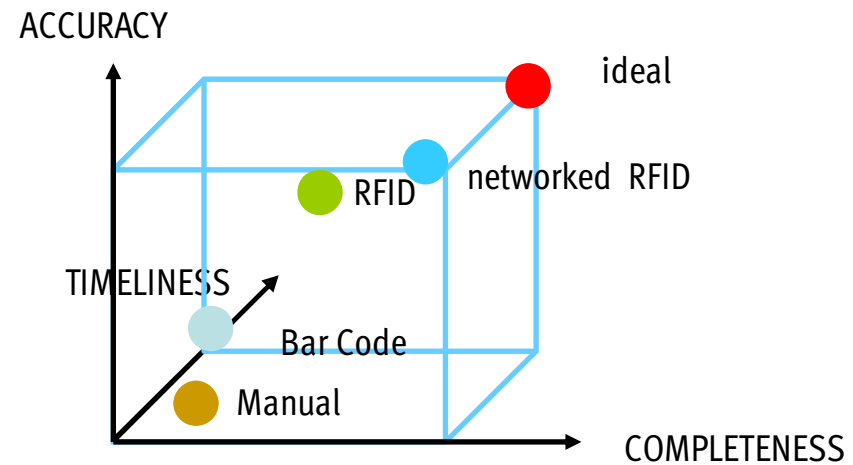 ACCURACY
ideal
networked RFID
RFID
TIMELINESS
Bar Code
Manual
COMPLETENESS